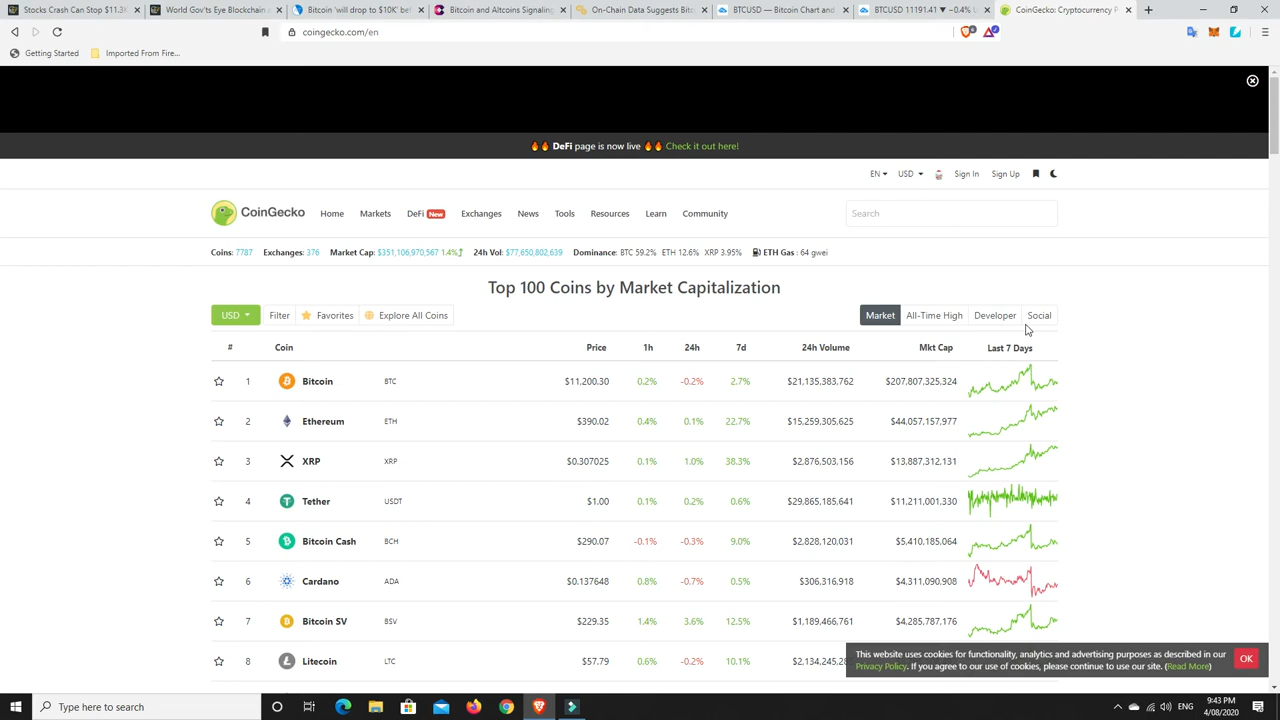 Stocks Crash Can Stop $11.3K
World Gov'ts Eye Blockchain a
Bitcoin 'will drop to $10K' bef
Bitcoin and Altcoins Signaling
On-Chain Data Suggests Bitc
BTCUSD — Bitcoin Chart and
BTCUSD 11191.41 ▼ −0.4% U
CoinGecko: Cryptocurrency P
coingecko.com/en
Getting Started
Imported From Fire...
🔥🔥 DeFi page is now live 🔥🔥 Check it out here!
EN USD Sign In Sign Up
CoinGecko Home Markets DeFi New Exchanges News Tools Resources Learn Community Search
Coins: 7787 Exchanges: 376 Market Cap: $351,106,970,567 1.4% 24h Vol: $77,650,802,639 Dominance: BTC 59.2% ETH 12.6% XRP 3.95% ETH Gas : 64 gwei
Top 100 Coins by Market Capitalization
USD Filter Favorites Explore All Coins Market All-Time High Developer Social
# Coin Price 1h 24h 7d 24h Volume Mkt Cap Last 7 Days
1 Bitcoin BTC $11,200.30 0.2% -0.2% 2.7% $21,135,383,762 $207,807,325,324
2 Ethereum ETH $390.02 0.4% 0.1% 22.7% $15,259,305,625 $44,057,157,977
3 XRP XRP $0.307025 0.1% 1.0% 38.3% $2,876,503,156 $13,887,312,131
4 Tether USDT $1.00 0.1% 0.2% 0.6% $29,865,185,641 $11,211,001,330
5 Bitcoin Cash BCH $290.07 -0.1% -0.3% 9.0% $2,828,120,031 $5,410,185,064
6 Cardano ADA $0.137648 0.8% -0.7% 0.5% $306,316,918 $4,311,090,908
7 Bitcoin SV BSV $229.35 1.4% 3.6% 12.5% $1,189,466,761 $4,285,787,176
8 Litecoin LTC $57.79 0.6% -0.2% 10.1% $2,134,245,28
This website uses cookies for functionality, analytics and advertising purposes as described in our
Privacy Policy. If you agree to our use of cookies, please continue to use our site. (Read More)
OK
Type here to search
ENG
9:43 PM
4/08/2020